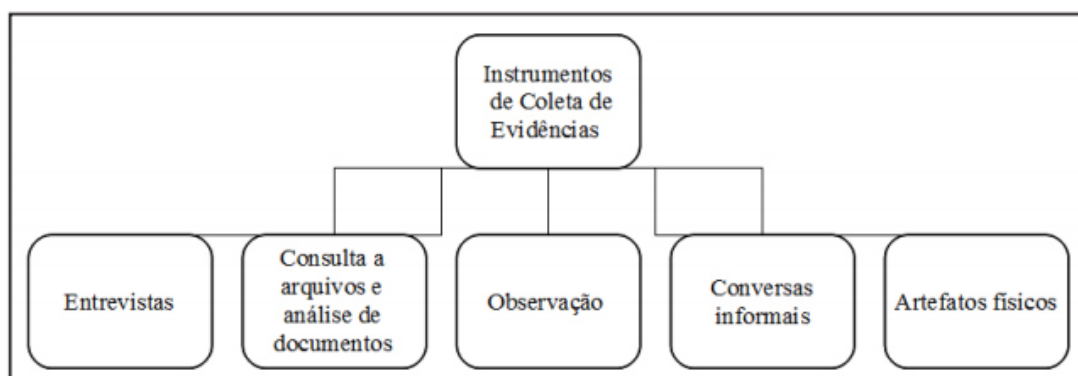 Instrumentos
de Coleta de
Evidências
Entrevistas
Consulta a
arquivos e
análise de
documentos
Observação
Conversas
informais
Artefatos físicos